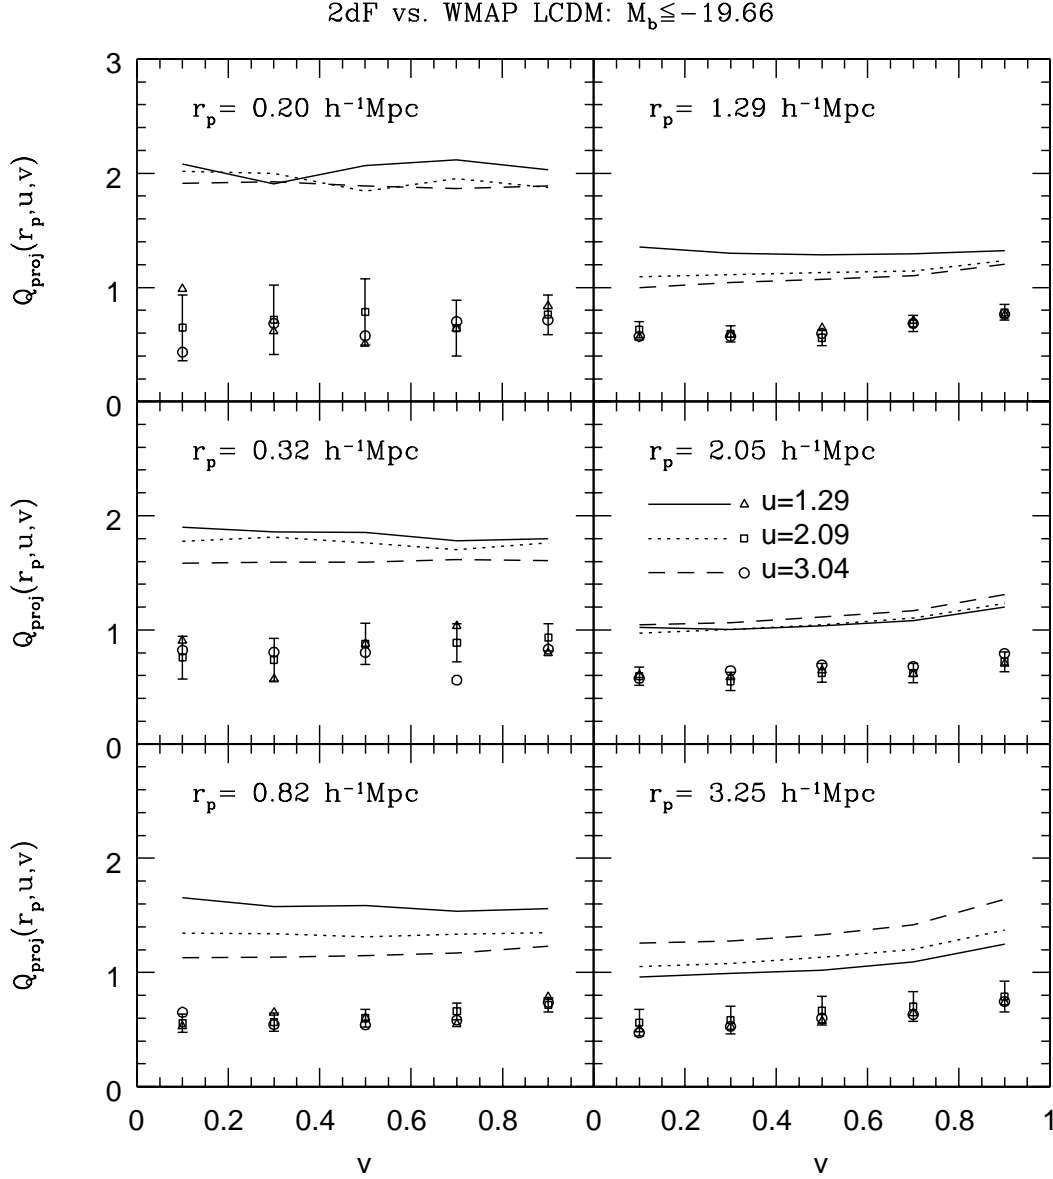 2dF vs. WMAP LCDM: M_b≦−19.66
r_p= 0.20 h⁻¹Mpc
r_p= 1.29 h⁻¹Mpc
Q_proj(r_p,u,v)
3
2
1
0
r_p= 0.32 h⁻¹Mpc
r_p= 2.05 h⁻¹Mpc
u=1.29
u=2.09
u=3.04
Q_proj(r_p,u,v)
2
1
0
r_p= 0.82 h⁻¹Mpc
r_p= 3.25 h⁻¹Mpc
Q_proj(r_p,u,v)
2
1
0
0 0.2 0.4 0.6 0.8 0 0.2 0.4 0.6 0.8 1
v v